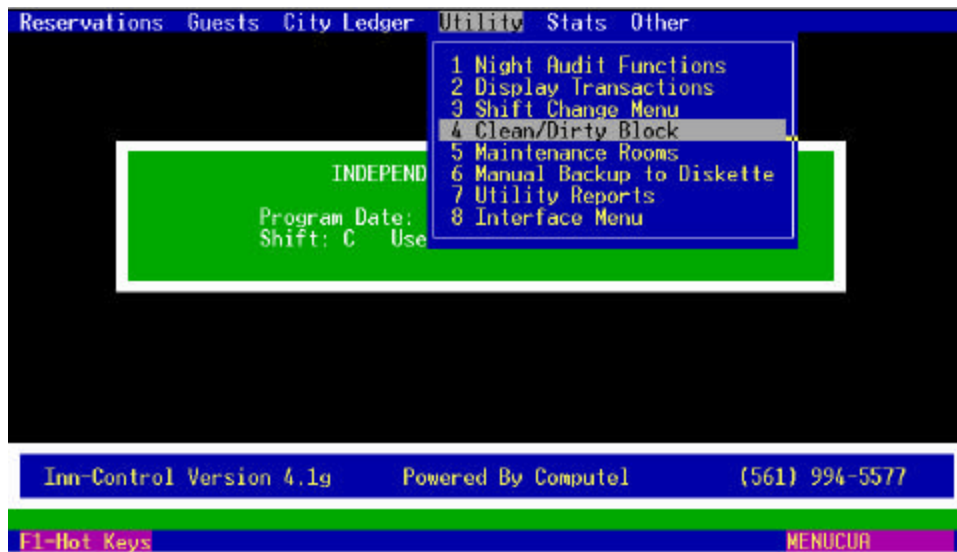 Reservations Guests City Ledger Utility Stats Other
1 Night Audit Functions
2 Display Transactions
3 Shift Change Menu
4 Clean/Dirty Block
5 Maintenance Rooms
6 Manual Backup to Diskette
7 Utility Reports
8 Interface Menu
INDEPEND
Program Date:
Shift: C Use
Inn-Control Version 4.1g Powered By Computel (561) 994-5577
F1-Hot Keys MENUCUA